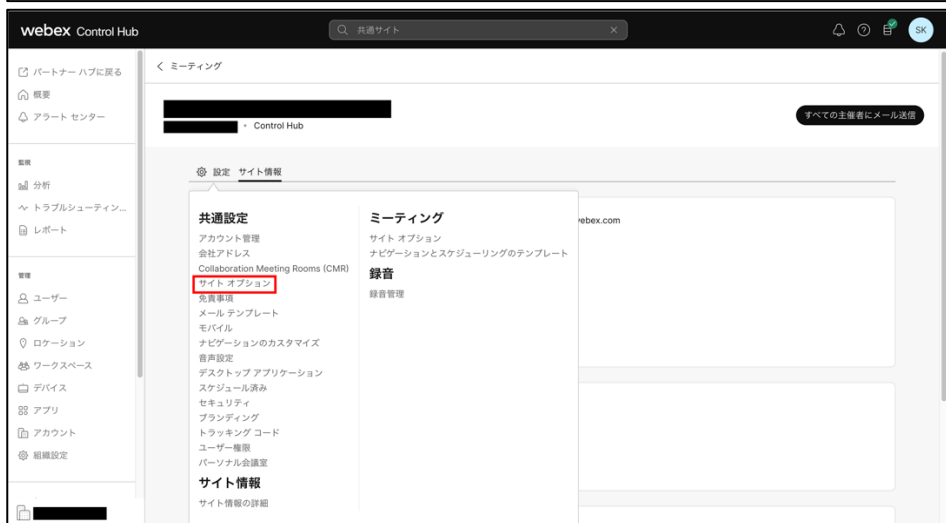 webex Control Hub
共通サイト
SK
パートナー ハブに戻る
概要
アラート センター
監視
分析
トラブルシューティン...
レポート
管理
ユーザー
グループ
ロケーション
ワークスペース
デバイス
アプリ
アカウント
組織設定
ミーティング
Control Hub
すべての主催者にメール送信
設定 サイト情報
共通設定
アカウント管理
会社アドレス
Collaboration Meeting Rooms (CMR)
サイト オプション
免責事項
メール テンプレート
モバイル
ナビゲーションのカスタマイズ
音声設定
デスクトップ アプリケーション
スケジュール済み
セキュリティ
ブランディング
トラッキング コード
ユーザー権限
パーソナル会議室
サイト情報
サイト情報の詳細
ミーティング
サイト オプション
ナビゲーションとスケジューリングのテンプレート
録音
録音管理
webex.com